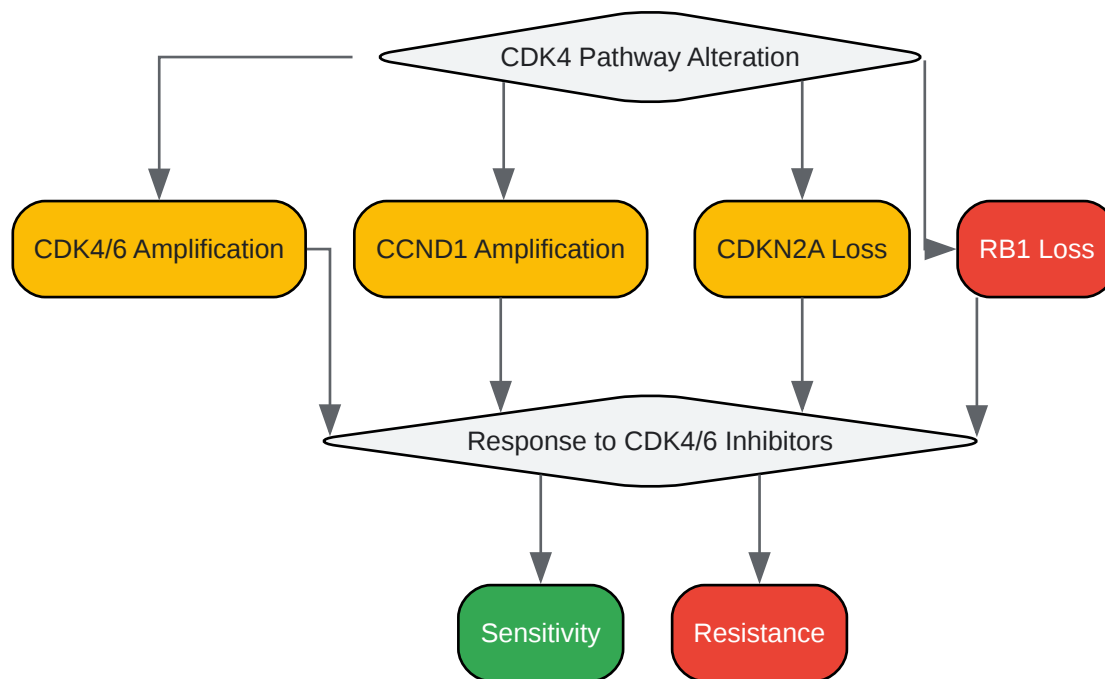 CDK4 Pathway Alteration
CDK4/6 Amplification
CCND1 Amplification
CDKN2A Loss
RB1 Loss
Response to CDK4/6 Inhibitors
Sensitivity
Resistance